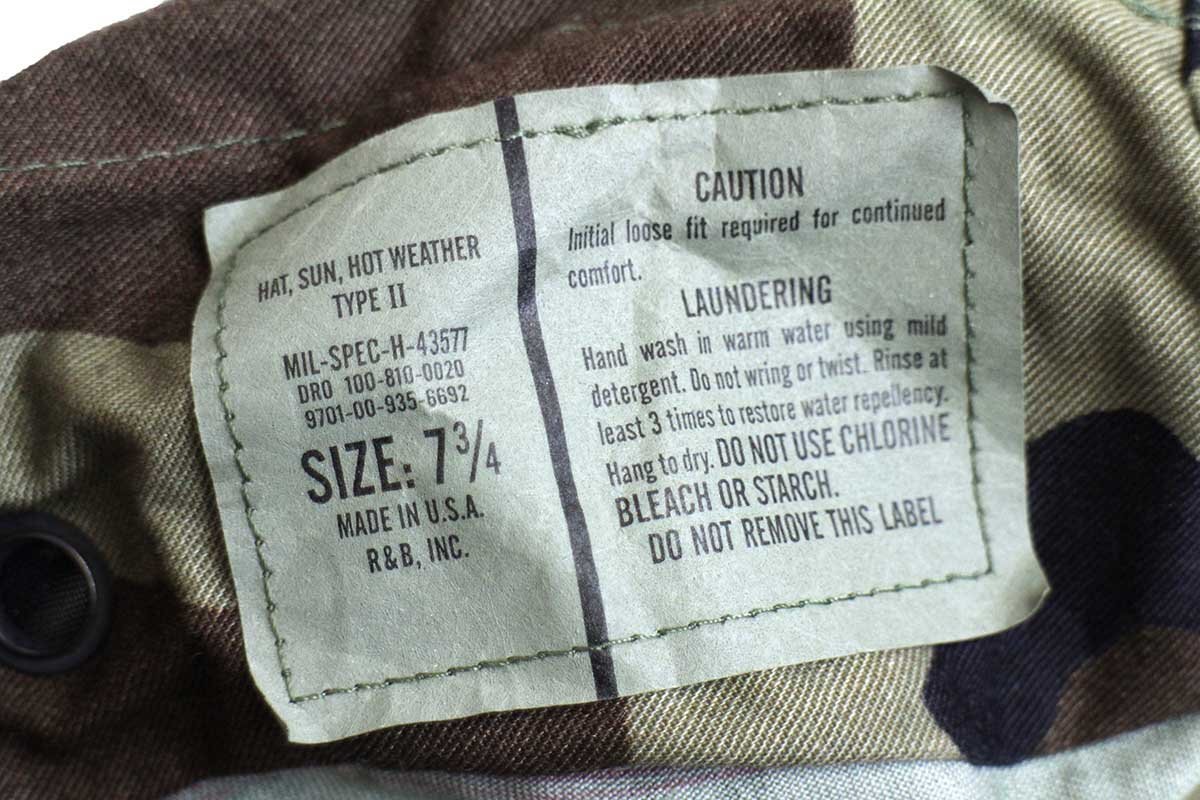 HAT, SUN, HOT WEATHER
TYPE II
MIL-SPEC-H-43577
DRO 100-810-0020
9701-00-935-6692
SIZE: 7 3/4
MADE IN U.S.A.
R&B, INC.
CAUTION
Initial loose fit required for continued
comfort.
LAUNDERING
Hand wash in warm water using mild
detergent. Do not wring or twist. Rinse at
least 3 times to restore water repellency.
Hang to dry. DO NOT USE CHLORINE
BLEACH OR STARCH.
DO NOT REMOVE THIS LABEL